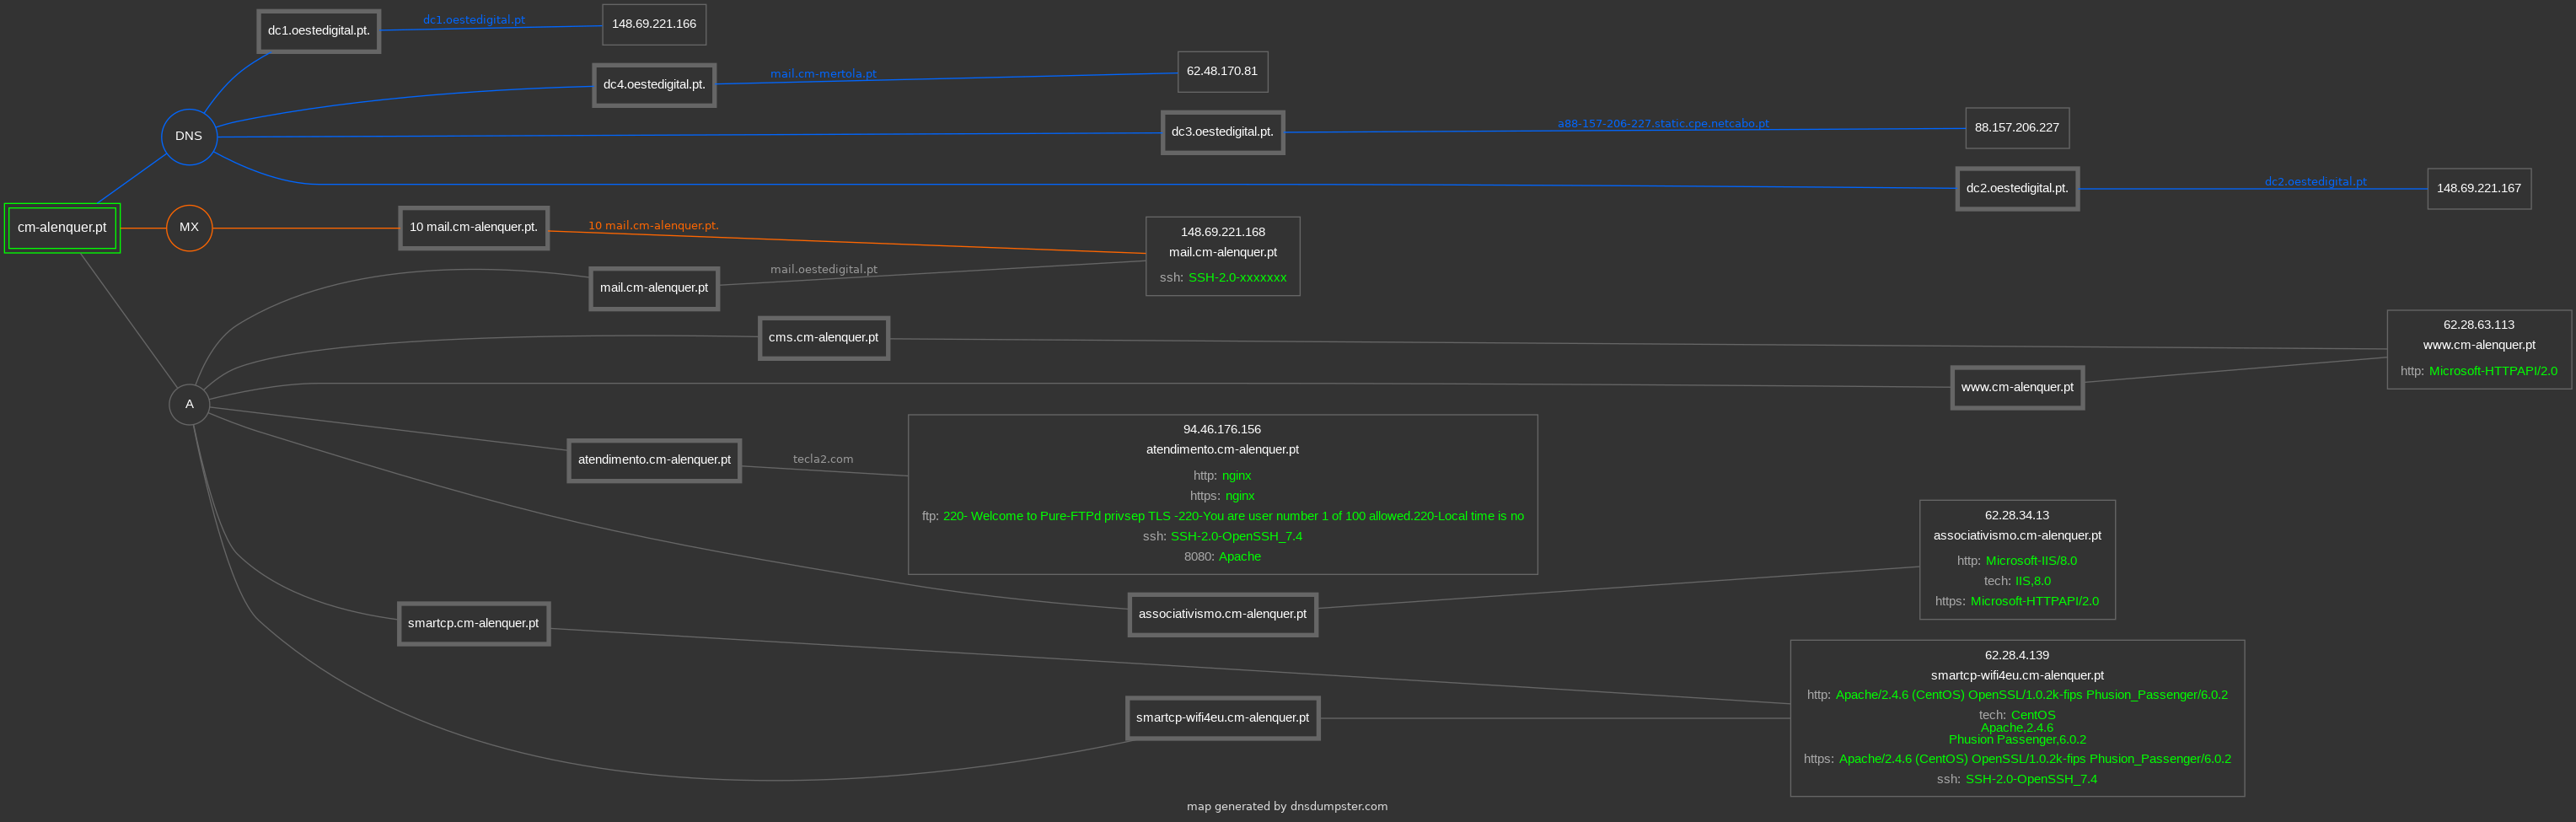 dc1.oestedigital.pt.
dc1.oestedigital.pt
148.69.221.166
dc4.oestedigital.pt.
mail.cm-mertola.pt
62.48.170.81
DNS
dc3.oestedigital.pt.
a88-157-206-227.static.cpe.netcabo.pt
88.157.206.227
dc2.oestedigital.pt.
dc2.oestedigital.pt
148.69.221.167
cm-alenquer.pt
MX
10 mail.cm-alenquer.pt.
10 mail.cm-alenquer.pt.
148.69.221.168
mail.cm-alenquer.pt
ssh: SSH-2.0-xxxxxxx
mail.cm-alenquer.pt
mail.oestedigital.pt
cms.cm-alenquer.pt
62.28.63.113
www.cm-alenquer.pt
http: Microsoft-HTTPAPI/2.0
www.cm-alenquer.pt
A
atendimento.cm-alenquer.pt
tecla2.com
94.46.176.156
atendimento.cm-alenquer.pt
http: nginx
https: nginx
ftp: 220- Welcome to Pure-FTPd privsep TLS -220-You are user number 1 of 100 allowed.220-Local time is no
ssh: SSH-2.0-OpenSSH_7.4
8080: Apache
62.28.34.13
associativismo.cm-alenquer.pt
http: Microsoft-IIS/8.0
tech: IIS,8.0
https: Microsoft-HTTPAPI/2.0
associativismo.cm-alenquer.pt
smartcp.cm-alenquer.pt
62.28.4.139
smartcp-wifi4eu.cm-alenquer.pt
http: Apache/2.4.6 (CentOS) OpenSSL/1.0.2k-fips Phusion_Passenger/6.0.2
tech: CentOS
Apache,2.4.6
Phusion Passenger,6.0.2
https: Apache/2.4.6 (CentOS) OpenSSL/1.0.2k-fips Phusion_Passenger/6.0.2
ssh: SSH-2.0-OpenSSH_7.4
smartcp-wifi4eu.cm-alenquer.pt
map generated by dnsdumpster.com